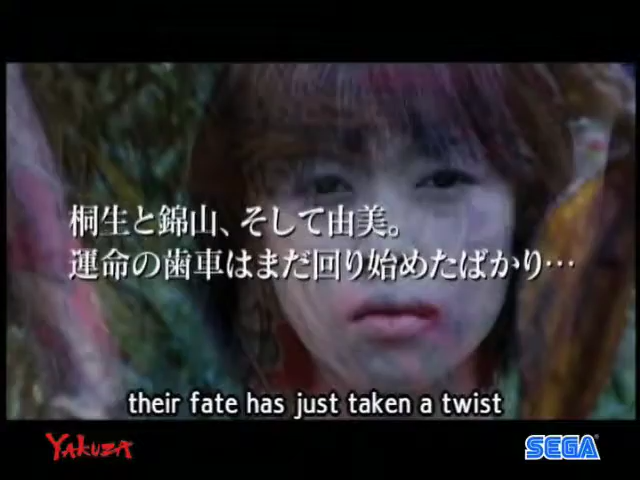 桐生と錦山、そして由美。
運命の歯車はまだ回り始めたばかり…
their fate has just taken a twist
YAKUZA
SEGA